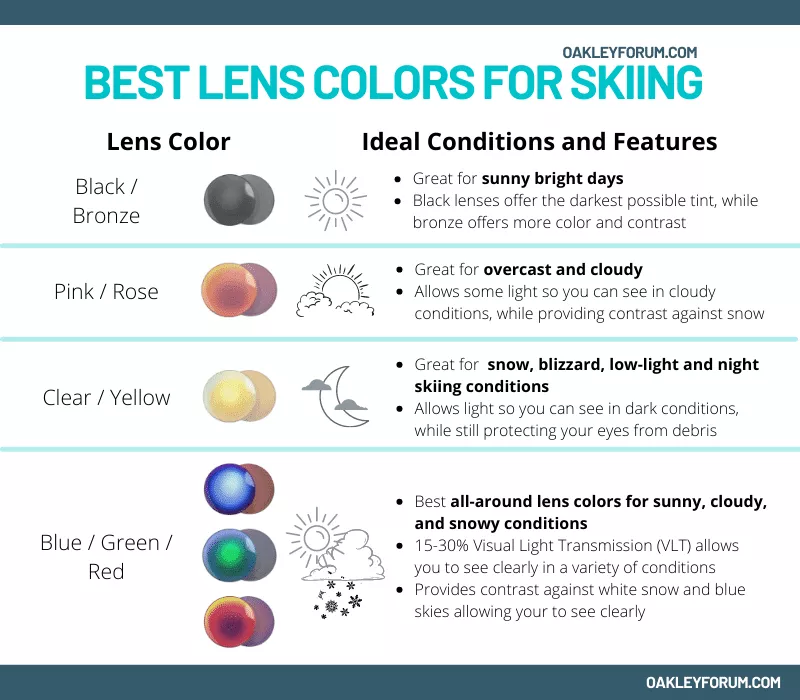 OAKLEYFORUM.COM
BEST LENS COLORS FOR SKIING
Lens Color
Ideal Conditions and Features
Black /
Bronze
• Great for sunny bright days
• Black lenses offer the darkest possible tint, while
bronze offers more color and contrast
Pink / Rose
• Great for overcast and cloudy
• Allows some light so you can see in cloudy
conditions, while providing contrast against snow
Clear / Yellow
• Great for snow, blizzard, low-light and night
skiing conditions
• Allows light so you can see in dark conditions,
while still protecting your eyes from debris
Blue / Green /
Red
• Best all-around lens colors for sunny, cloudy,
and snowy conditions
• 15-30% Visual Light Transmission (VLT) allows
you to see clearly in a variety of conditions
• Provides contrast against white snow and blue
skies allowing your to see clearly
OAKLEYFORUM.COM